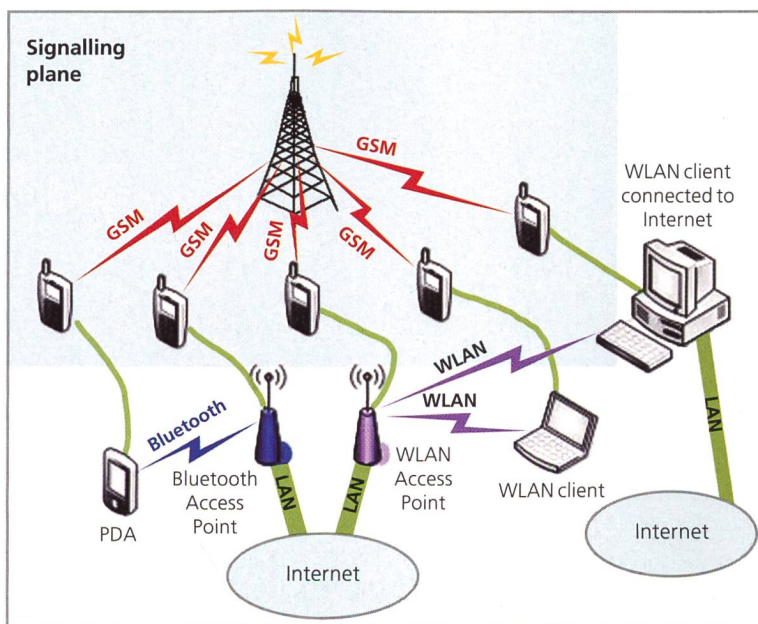 Signalling
plane
GSM
GSM
GSM
GSM
GSM
WLAN client
connected to
Internet
WLAN
WLAN
Bluetooth
LAN
LAN
LAN
PDA
Bluetooth
Access
Point
WLAN
Access
Point
WLAN client
Internet
Internet